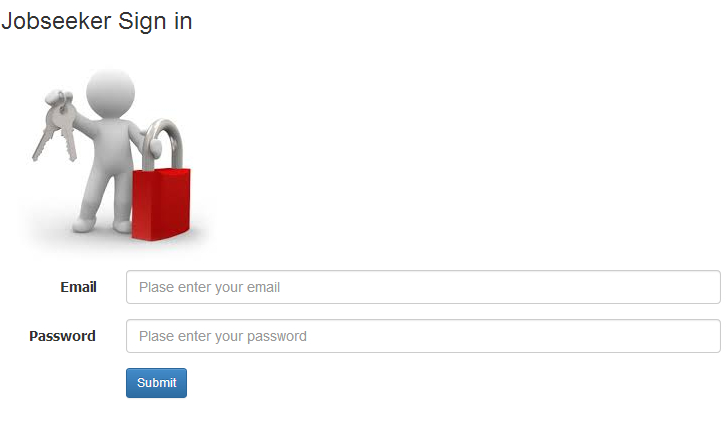 Jobseeker Sign in
Email
Plase enter your email
Password
Plase enter your password
Submit